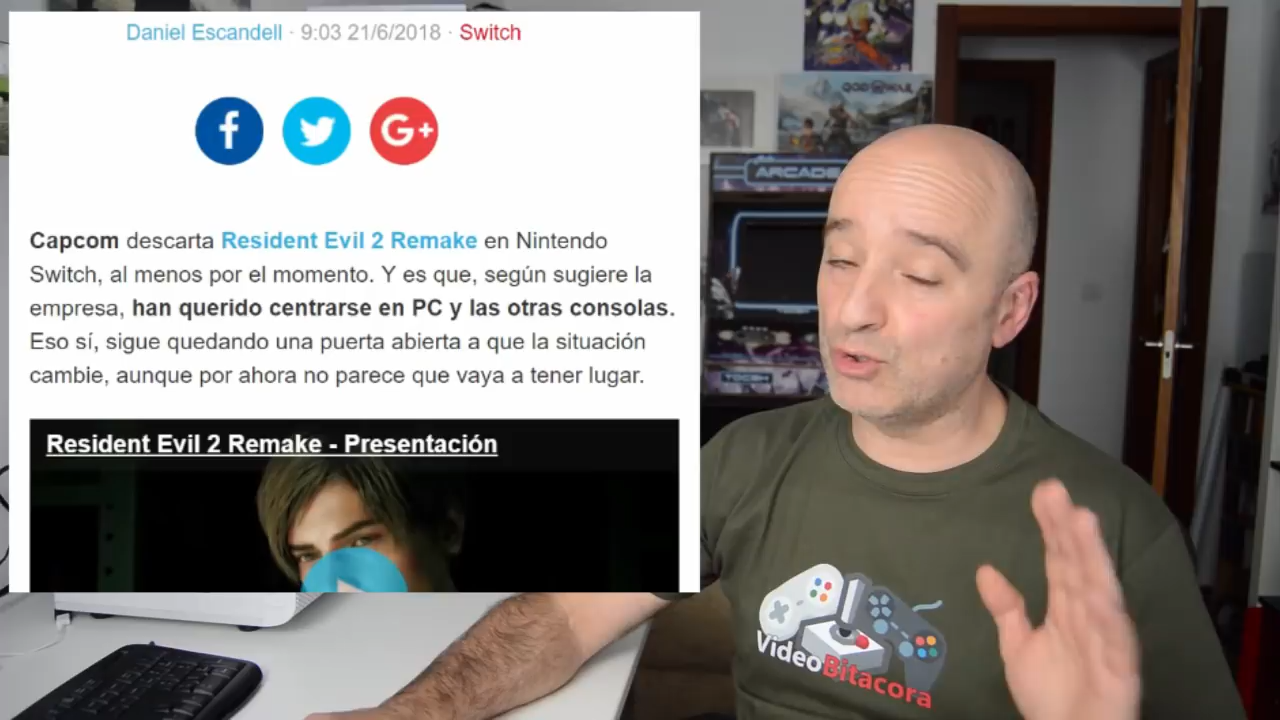 Daniel Escandell · 9:03 21/6/2018 · Switch
Capcom descarta Resident Evil 2 Remake en Nintendo
Switch, al menos por el momento. Y es que, según sugiere la
empresa, han querido centrarse en PC y las otras consolas.
Eso sí, sigue quedando una puerta abierta a que la situación
cambie, aunque por ahora no parece que vaya a tener lugar.
Resident Evil 2 Remake - Presentación
GOD OF WAR
ARCADE
VideoBitacora